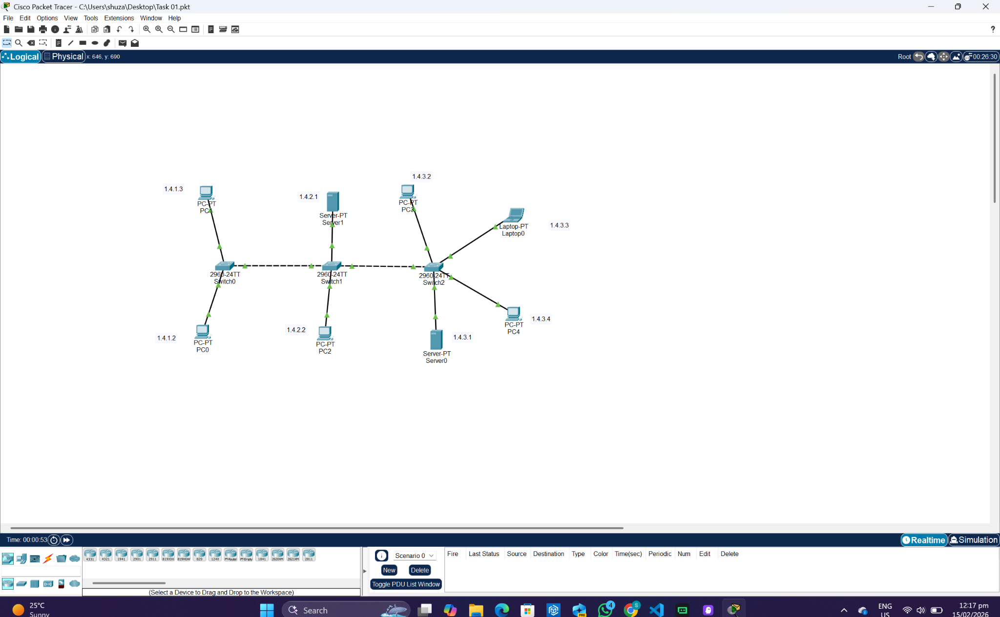 Cisco Packet Tracer - C:\Users\shuza\Desktop\Task 01.pkt
File Edit Options View Tools Extensions Window Help
?
Logical Physical x: 646, y: 690 Root 00:26:30
1.4.3.2
1.4.1.3
PC-PT
PC1
1.4.2.1
Server-PT
Server1
PC-PT
PC3
Laptop-PT
Laptop0
1.4.3.3
2960-24TT
Switch0
2960-24TT
Switch1
2960-24TT
Switch2
1.4.1.2
PC-PT
PC0
1.4.2.2
PC-PT
PC2
1.4.3.1
Server-PT
Server0
PC-PT
PC4
1.4.3.4
Time: 00:00:53 Realtime Simulation
4331 4321 1941 2901 2911 819IOX 819HGW 829 1240 PT-Router PT-Empty 1841 2620XM 2621XM 2811
(Select a Device to Drag and Drop to the Workspace)
Scenario 0
New Delete
Toggle PDU List Window
Fire Last Status Source Destination Type Color Time(sec) Periodic Num Edit Delete
25°C
Sunny
Search
PRE
4
S
ENG
US
12:17 pm
15/02/2026